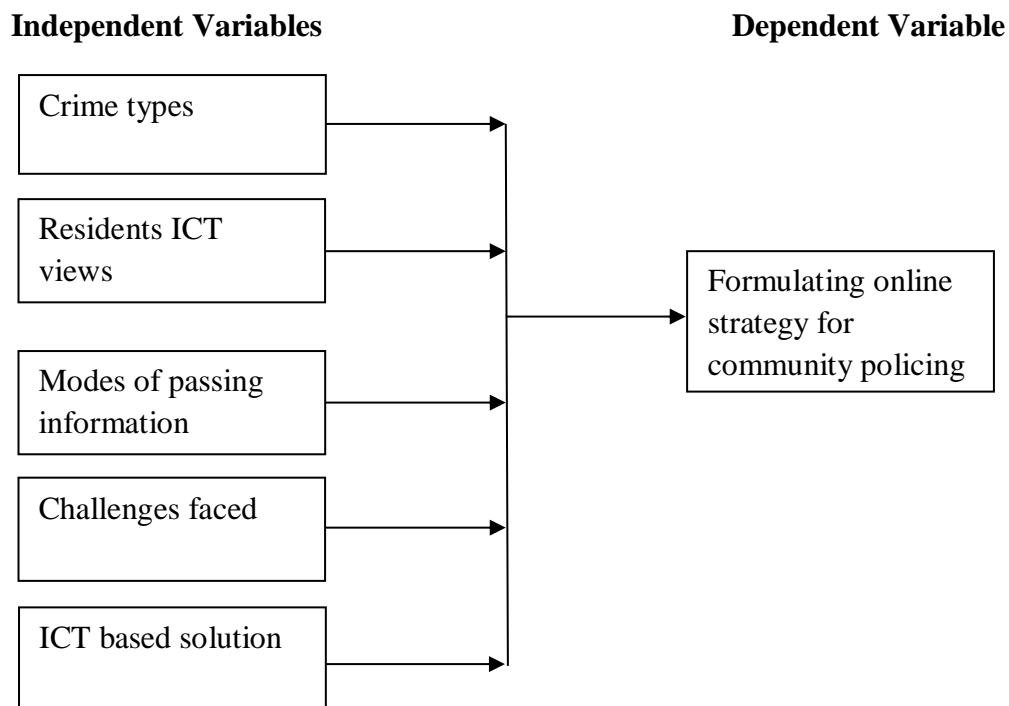 Independent Variables
Dependent Variable
Crime types
Residents ICT
views
Modes of passing
information
Challenges faced
ICT based solution
Formulating online
strategy for
community policing